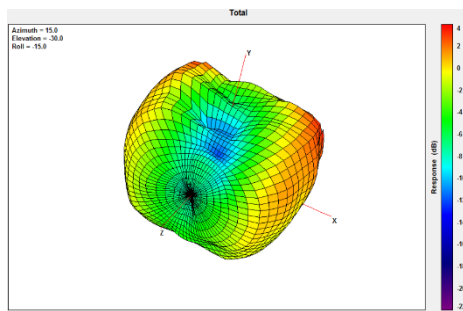 Total
Azimuth = 15.0
Elevation = -30.0
Roll = -15.0
Y
X
Z
4
2
0
-2
-4
-6
-8
Response (dB)